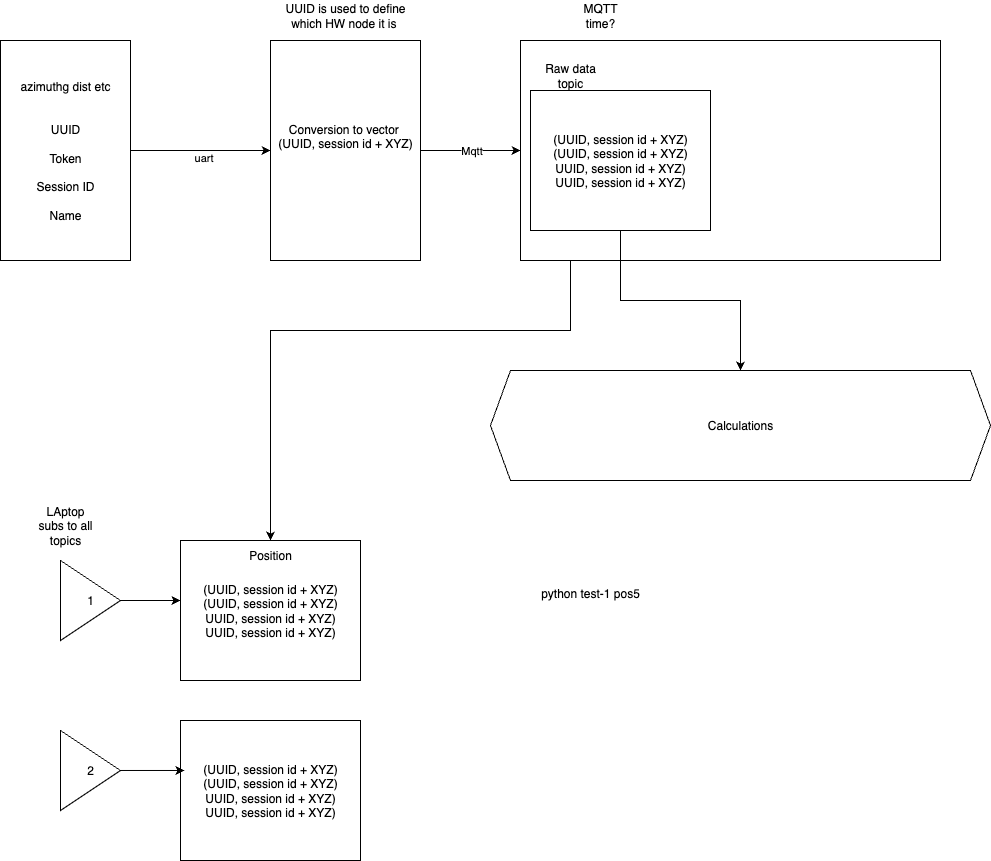 UUID is used to define
which HW node it is
MQTT
time?
azimuthg dist etc
UUID
Token
Session ID
Name
uart
Conversion to vector
(UUID, session id + XYZ)
Mqtt
Raw data
topic
(UUID, session id + XYZ)
(UUID, session id + XYZ)
UUID, session id + XYZ)
UUID, session id + XYZ)
Calculations
LAptop
subs to all
topics
1
Position
(UUID, session id + XYZ)
(UUID, session id + XYZ)
UUID, session id + XYZ)
UUID, session id + XYZ)
python test-1 pos5
2
(UUID, session id + XYZ)
(UUID, session id + XYZ)
UUID, session id + XYZ)
UUID, session id + XYZ)